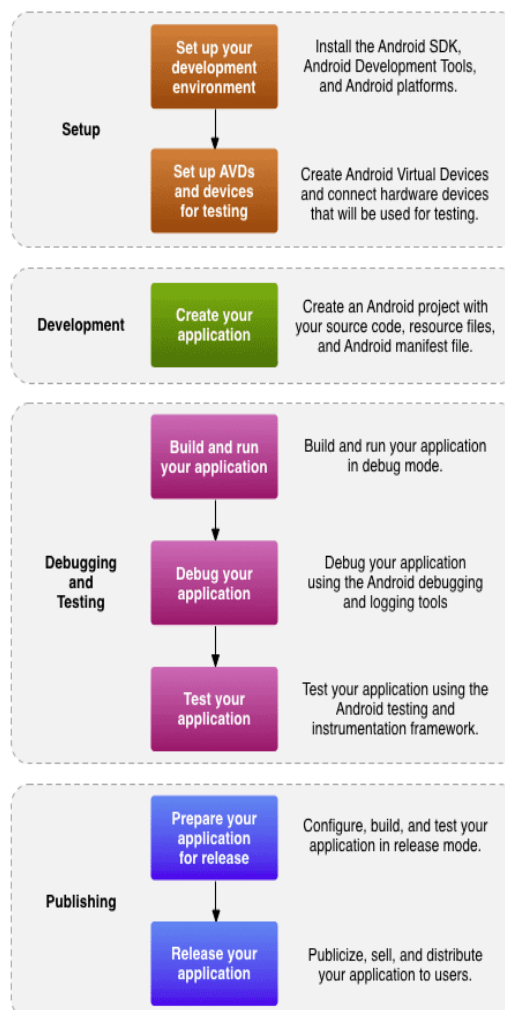 Set up your
development
environment
Install the Android SDK,
Android Development Tools,
and Android platforms.
Setup
Set up AVDs
and devices
for testing
Create Android Virtual Devices
and connect hardware devices
that will be used for testing.
Development
Create your
application
Create an Android project with
your source code, resource files,
and Android manifest file.
Build and run
your application
Build and run your application
in debug mode.
Debugging
and
Testing
Debug your
application
Debug your application
using the Android debugging
and logging tools
Test your
application
Test your application using the
Android testing and
instrumentation framework.
Prepare your
application
for release
Configure, build, and test your
application in release mode.
Publishing
Release your
application
Publicize, sell, and distribute
your application to users.